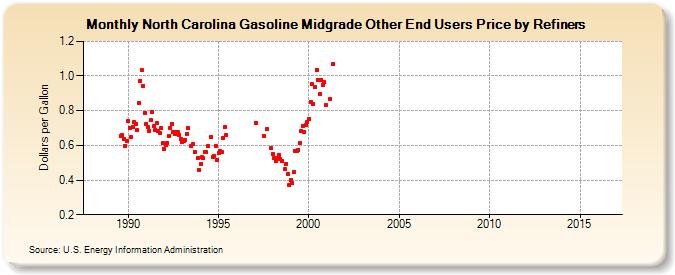 Monthly North Carolina Gasoline Midgrade Other End Users Price by Refiners
Dollars per Gallon
1.2
1.0
0.8
0.6
0.4
0.2
1990 1995 2000 2005 2010 2015
Source: U.S. Energy Information Administration